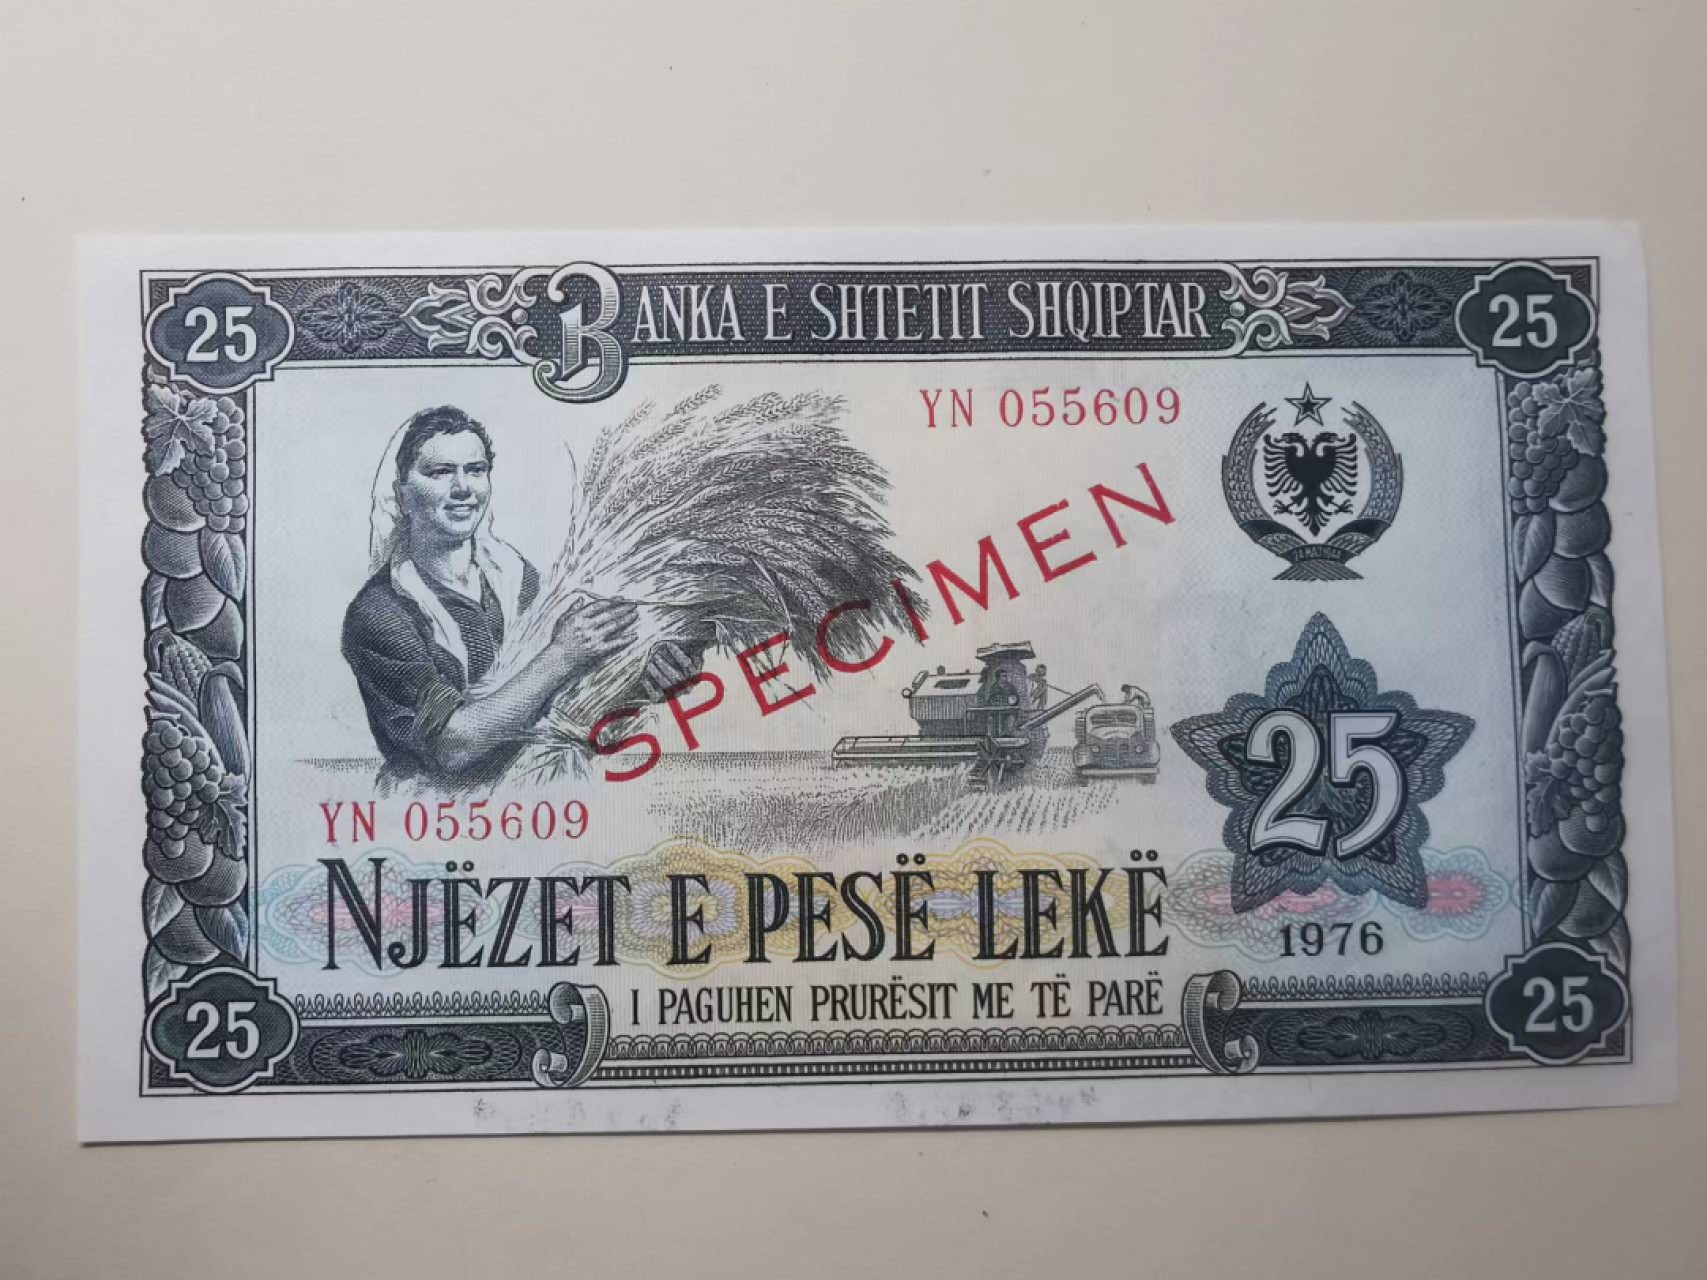 25
BANKA E SHTETIT SHQIPTAR
25
YN 055609
SPECIMEN
YN 055609
25
NJËZET E PESË LEKË
1976
I PAGUHEN PRURËSIT ME TË PARË
25
25